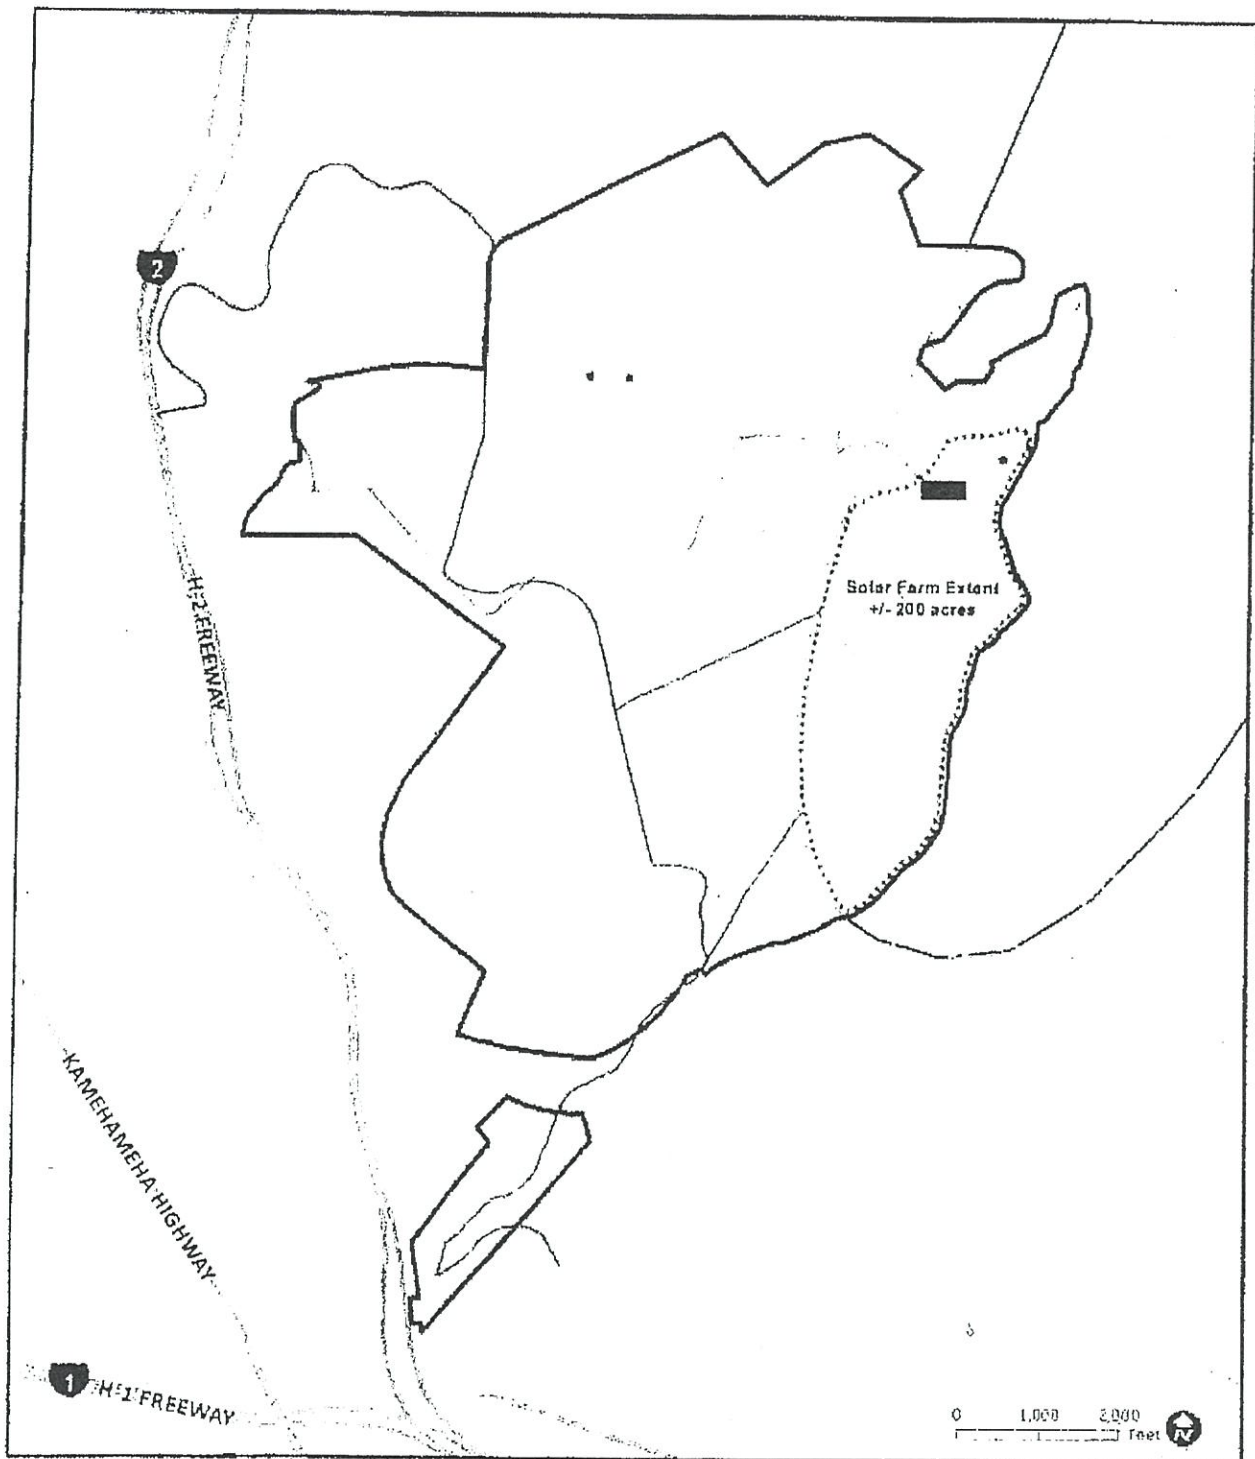 2
H-2 FREEWAY
Solar Farm Extent
+/- 200 acres
KAMEHAMEHA HIGHWAY
1
H-1 FREEWAY
0 1,000 2,000
Feet
N